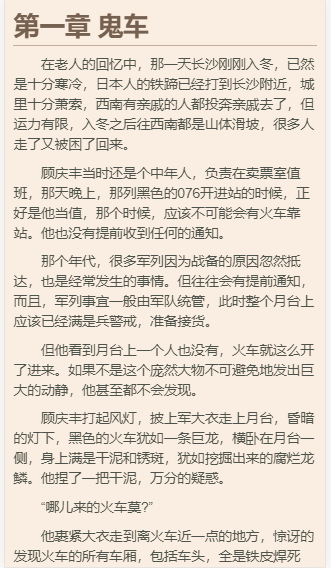 第一章 鬼车
在老人的回忆中，那一天长沙刚刚入冬，已然
是十分寒冷，日本人的铁蹄已经打到长沙附近，城
里十分萧索，西南有亲戚的人都投奔亲戚去了，但
运力有限，入冬之后往西南都是山体滑坡，很多人
走了又被困了回来。
顾庆丰当时还是个中年人，负责在卖票室值
班，那天晚上，那列黑色的076开进站的时候，正
好是他当值，那个时候，应该不可能会有火车靠
站。他也没有提前收到任何的通知。
那个年代，很多军列因为战备的原因忽然抵
达，也是经常发生的事情。但往往会有提前通知，
而且，军列事宜一般由军队统管，此时整个月台上
应该已经满是兵警戒，准备接货。
但他看到月台上一个人也没有，火车就这么开
了进来。如果不是这个庞然大物不可避免地发出巨
大的动静，他甚至都不会发现。
顾庆丰打起风灯，披上军大衣走上月台，昏暗
的灯下，黑色的火车犹如一条巨龙，横卧在月台一
侧，身上满是干泥和锈斑，犹如挖掘出来的腐烂龙
鳞。他捏了一把干泥，万分的疑惑。
“哪儿来的火车莫?”
他裹紧大衣走到离火车近一点的地方，惊讶的
发现火车的所有车厢，包括车头，全是铁皮焊死